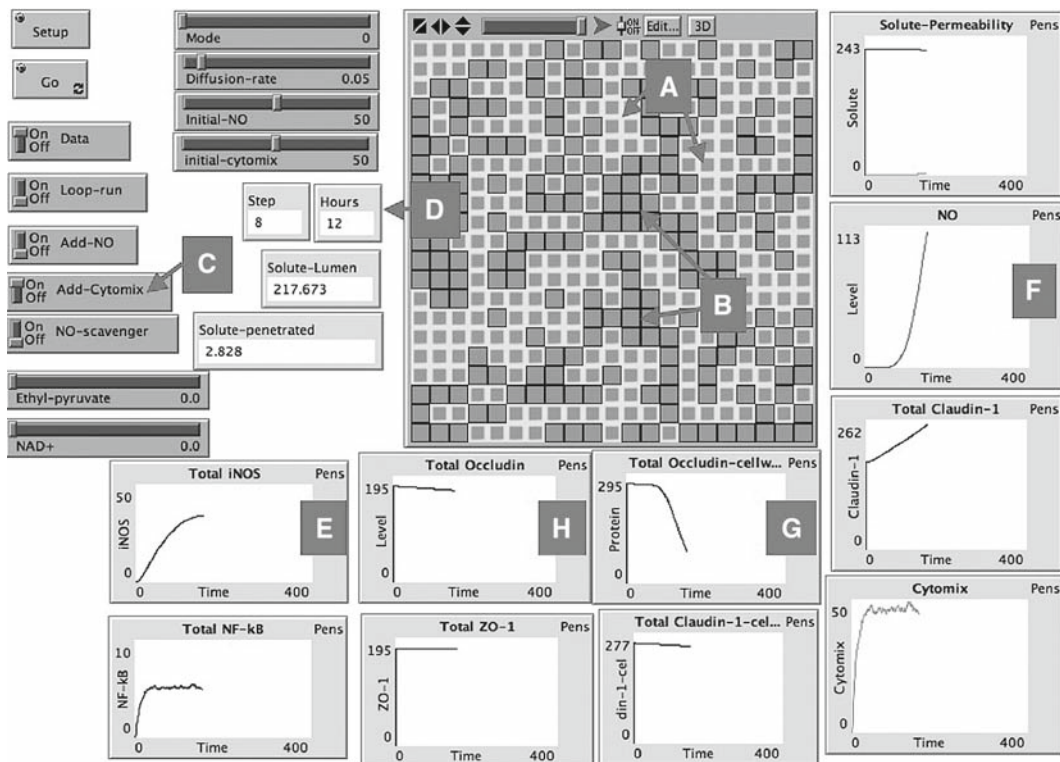 Setup
Go
Mode 0
Diffusion-rate 0.05
Initial-NO 50
initial-cytomix 50
On
Off Data
On
Off Loop-run
On
Off Add-NO
On
Off Add-Cytomix
On
Off NO-scavenger
Ethyl-pyruvate 0.0
NAD+ 0.0
Step
8
Hours
12
Solute-Lumen
217.673
Solute-penetrated
2.828
ON
OFF
Edit...
3D
A
B
C
D
Solute-Permeability Pens
243
Solute
0
0 Time 400
NO Pens
113
Level
0
0 Time 400
F
Total Claudin-1 Pens
262
Claudin-1
0
0 Time 400
Total iNOS Pens
50
iNOS
0
0 Time 400
E
Total Occludin Pens
195
Level
0
0 Time 400
H
Total Occludin-cellw... Pens
295
Protein
0
0 Time 400
G
Total NF-kB Pens
10
NF-kB
0
0 Time 400
Total ZO-1 Pens
195
ZO-1
0
0 Time 400
Total Claudin-1-cel... Pens
277
din-1-cel
0
0 Time 400
Cytomix Pens
50
Cytomix
0
0 Time 400